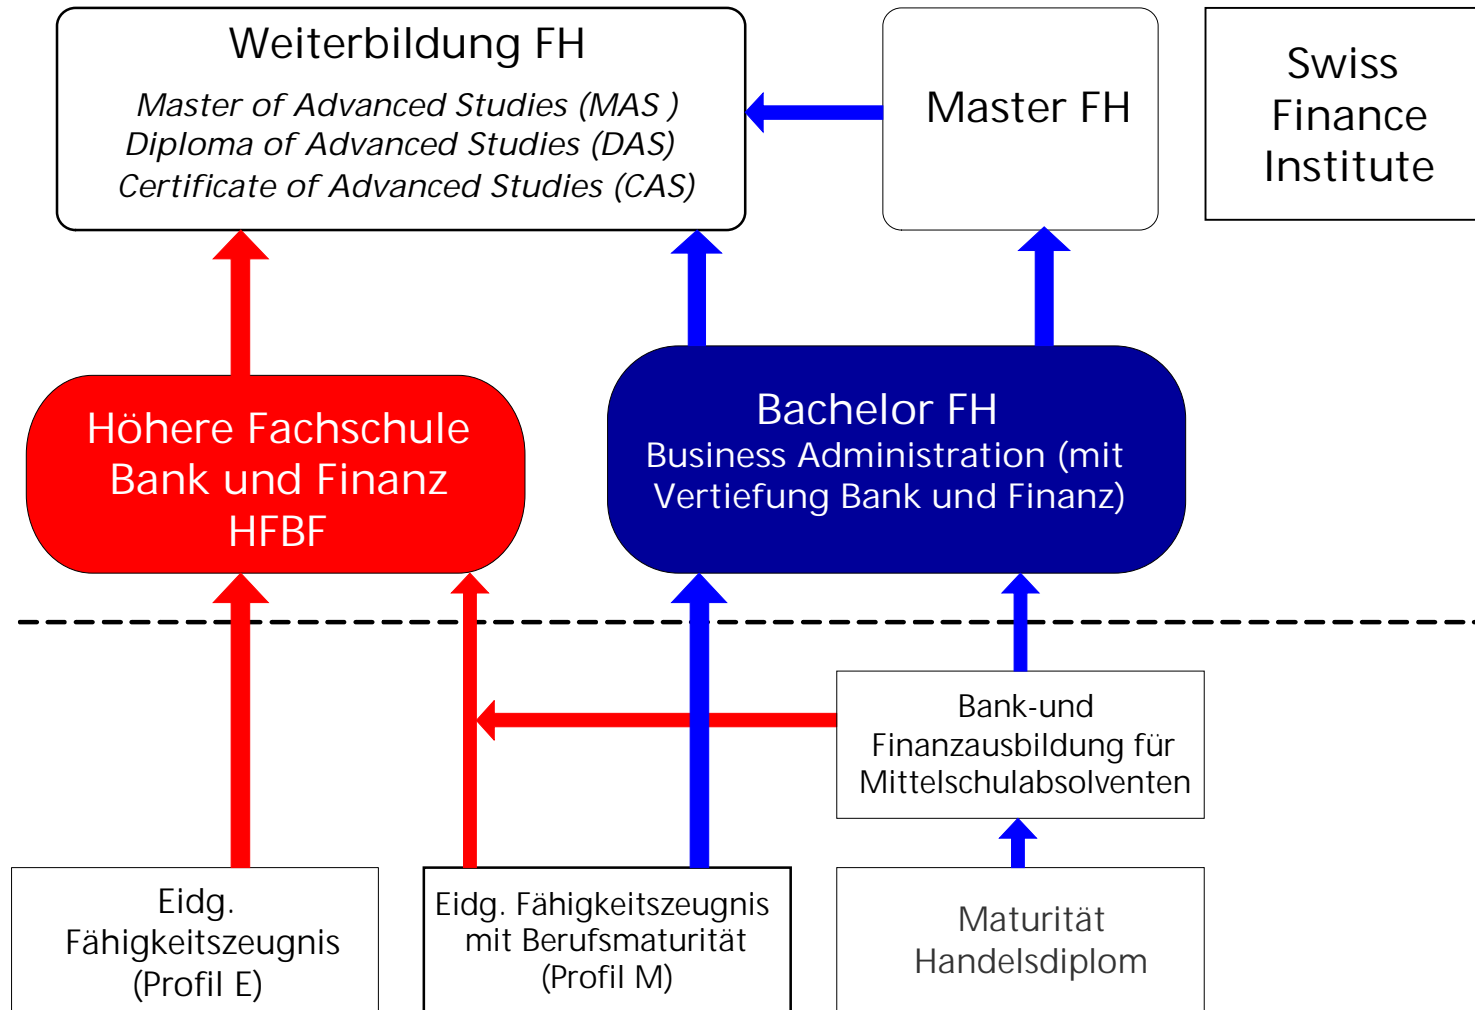 Weiterbildung FH
Master of Advanced Studies (MAS )
Diploma of Advanced Studies (DAS)
Certificate of Advanced Studies (CAS)
Master FH
Swiss
Finance
Institute
Höhere Fachschule
Bank und Finanz
HFBF
Bachelor FH
Business Administration (mit
Vertiefung Bank und Finanz)
Bank-und
Finanzausbildung für
Mittelschulabsolventen
Eidg.
Fähigkeitszeugnis
(Profil E)
Eidg. Fähigkeitszeugnis
mit Berufsmaturität
(Profil M)
Maturität
Handelsdiplom